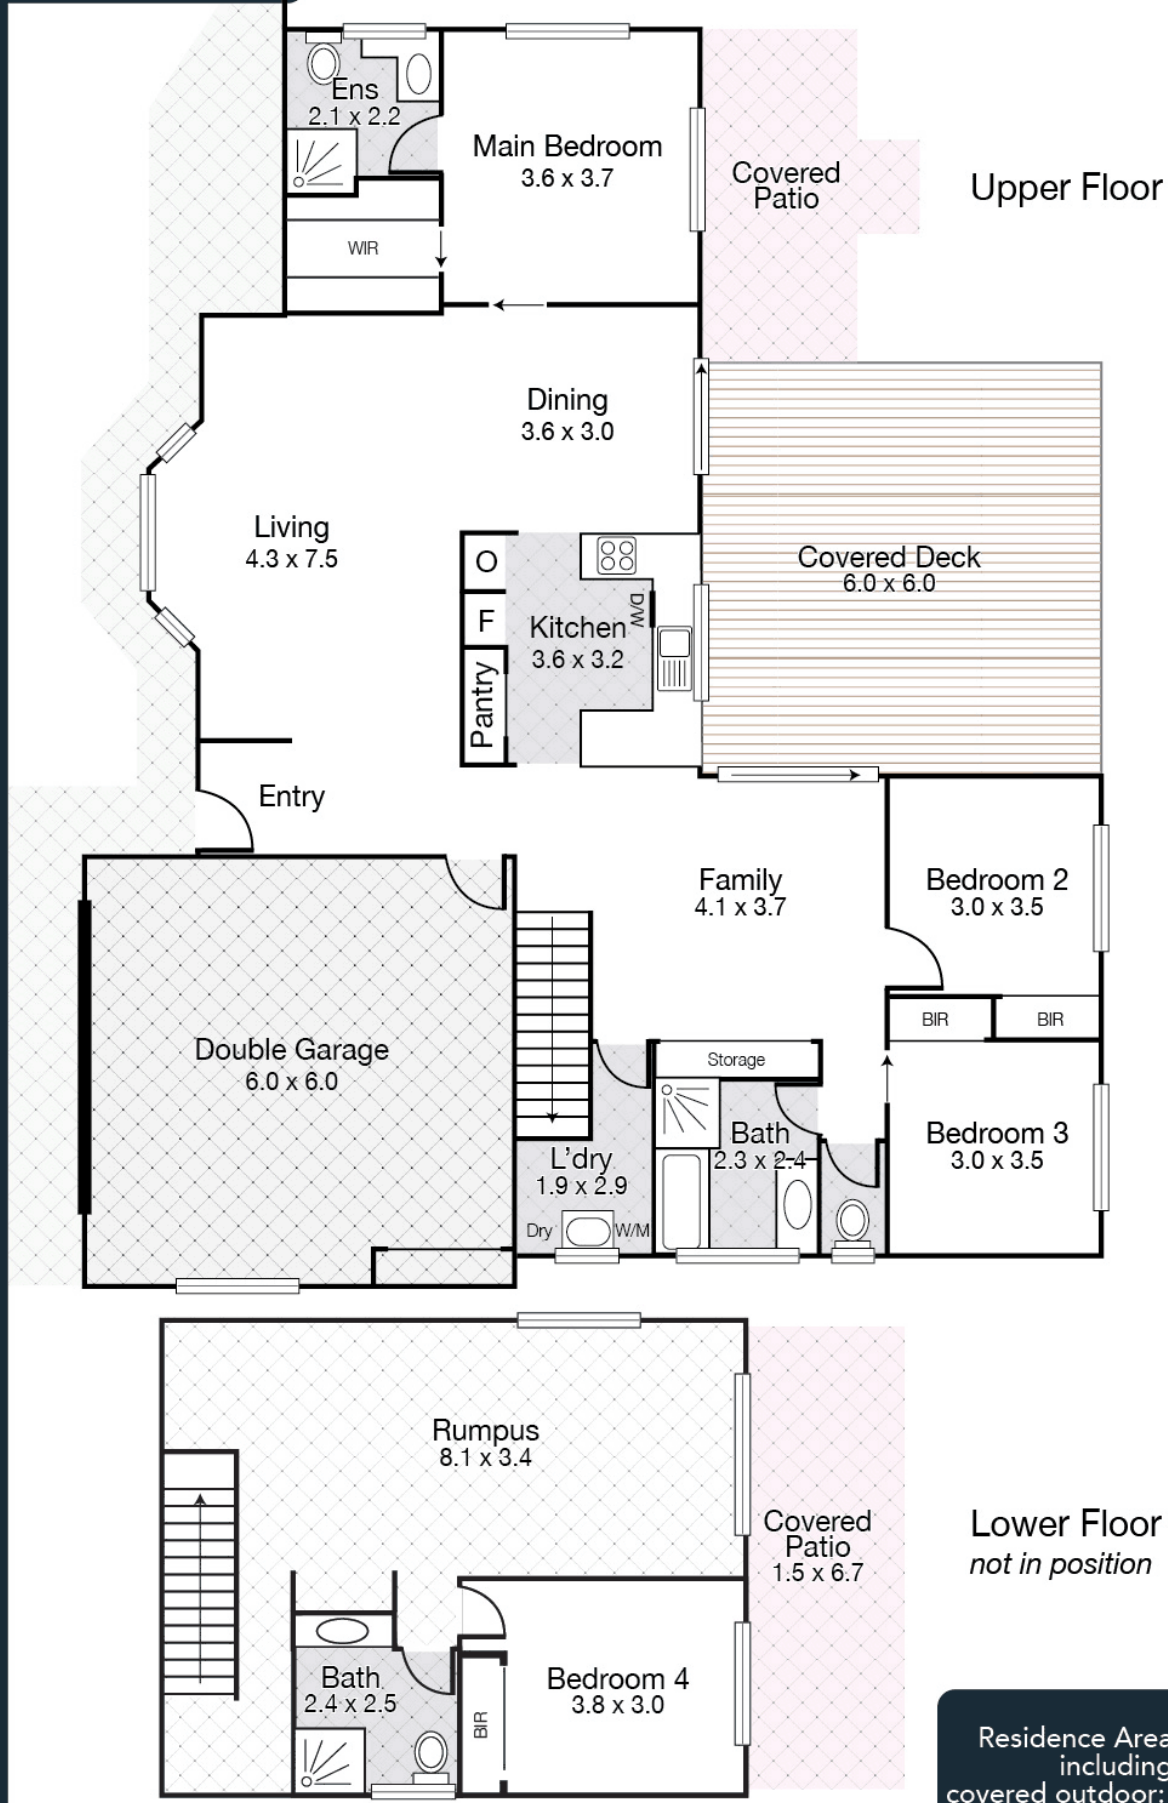 Ens
2.1 x 2.2
Main Bedroom
3.6 x 3.7
Covered
Patio
Upper Floor
WIR
Dining
3.6 x 3.0
Living
4.3 x 7.5
O
F
Pantry
Kitchen
3.6 x 3.2
D/W
Covered Deck
6.0 x 6.0
Entry
Family
4.1 x 3.7
Bedroom 2
3.0 x 3.5
BIR
BIR
Double Garage
6.0 x 6.0
Storage
Bath
2.3 x 2.4
Bedroom 3
3.0 x 3.5
L'dry
1.9 x 2.9
Dry
W/M
Rumpus
8.1 x 3.4
Covered
Patio
1.5 x 6.7
Lower Floor
not in position
Bath
2.4 x 2.5
BIR
Bedroom 4
3.8 x 3.0
Residence Area
including
covered outdoor: